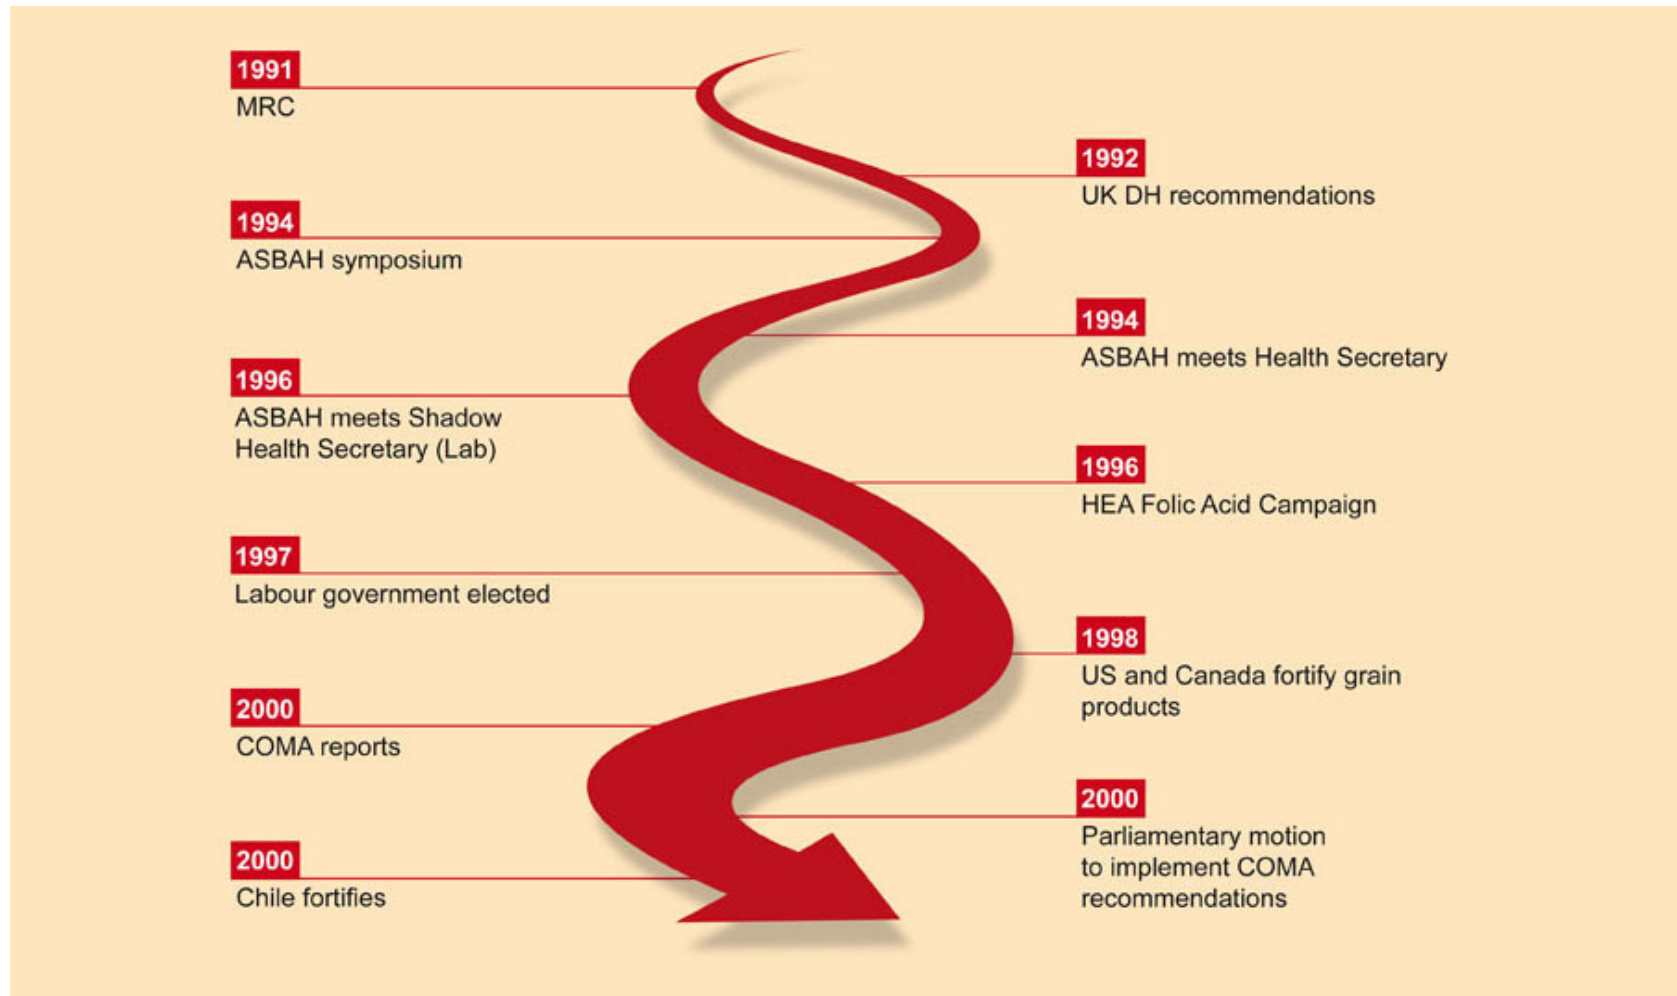 1991
MRC
1992
UK DH recommendations
1994
ASBAH symposium
1994
ASBAH meets Health Secretary
1996
ASBAH meets Shadow
Health Secretary (Lab)
1996
HEA Folic Acid Campaign
1997
Labour government elected
1998
US and Canada fortify grain
products
2000
COMA reports
2000
Parliamentary motion
to implement COMA
recommendations
2000
Chile fortifies